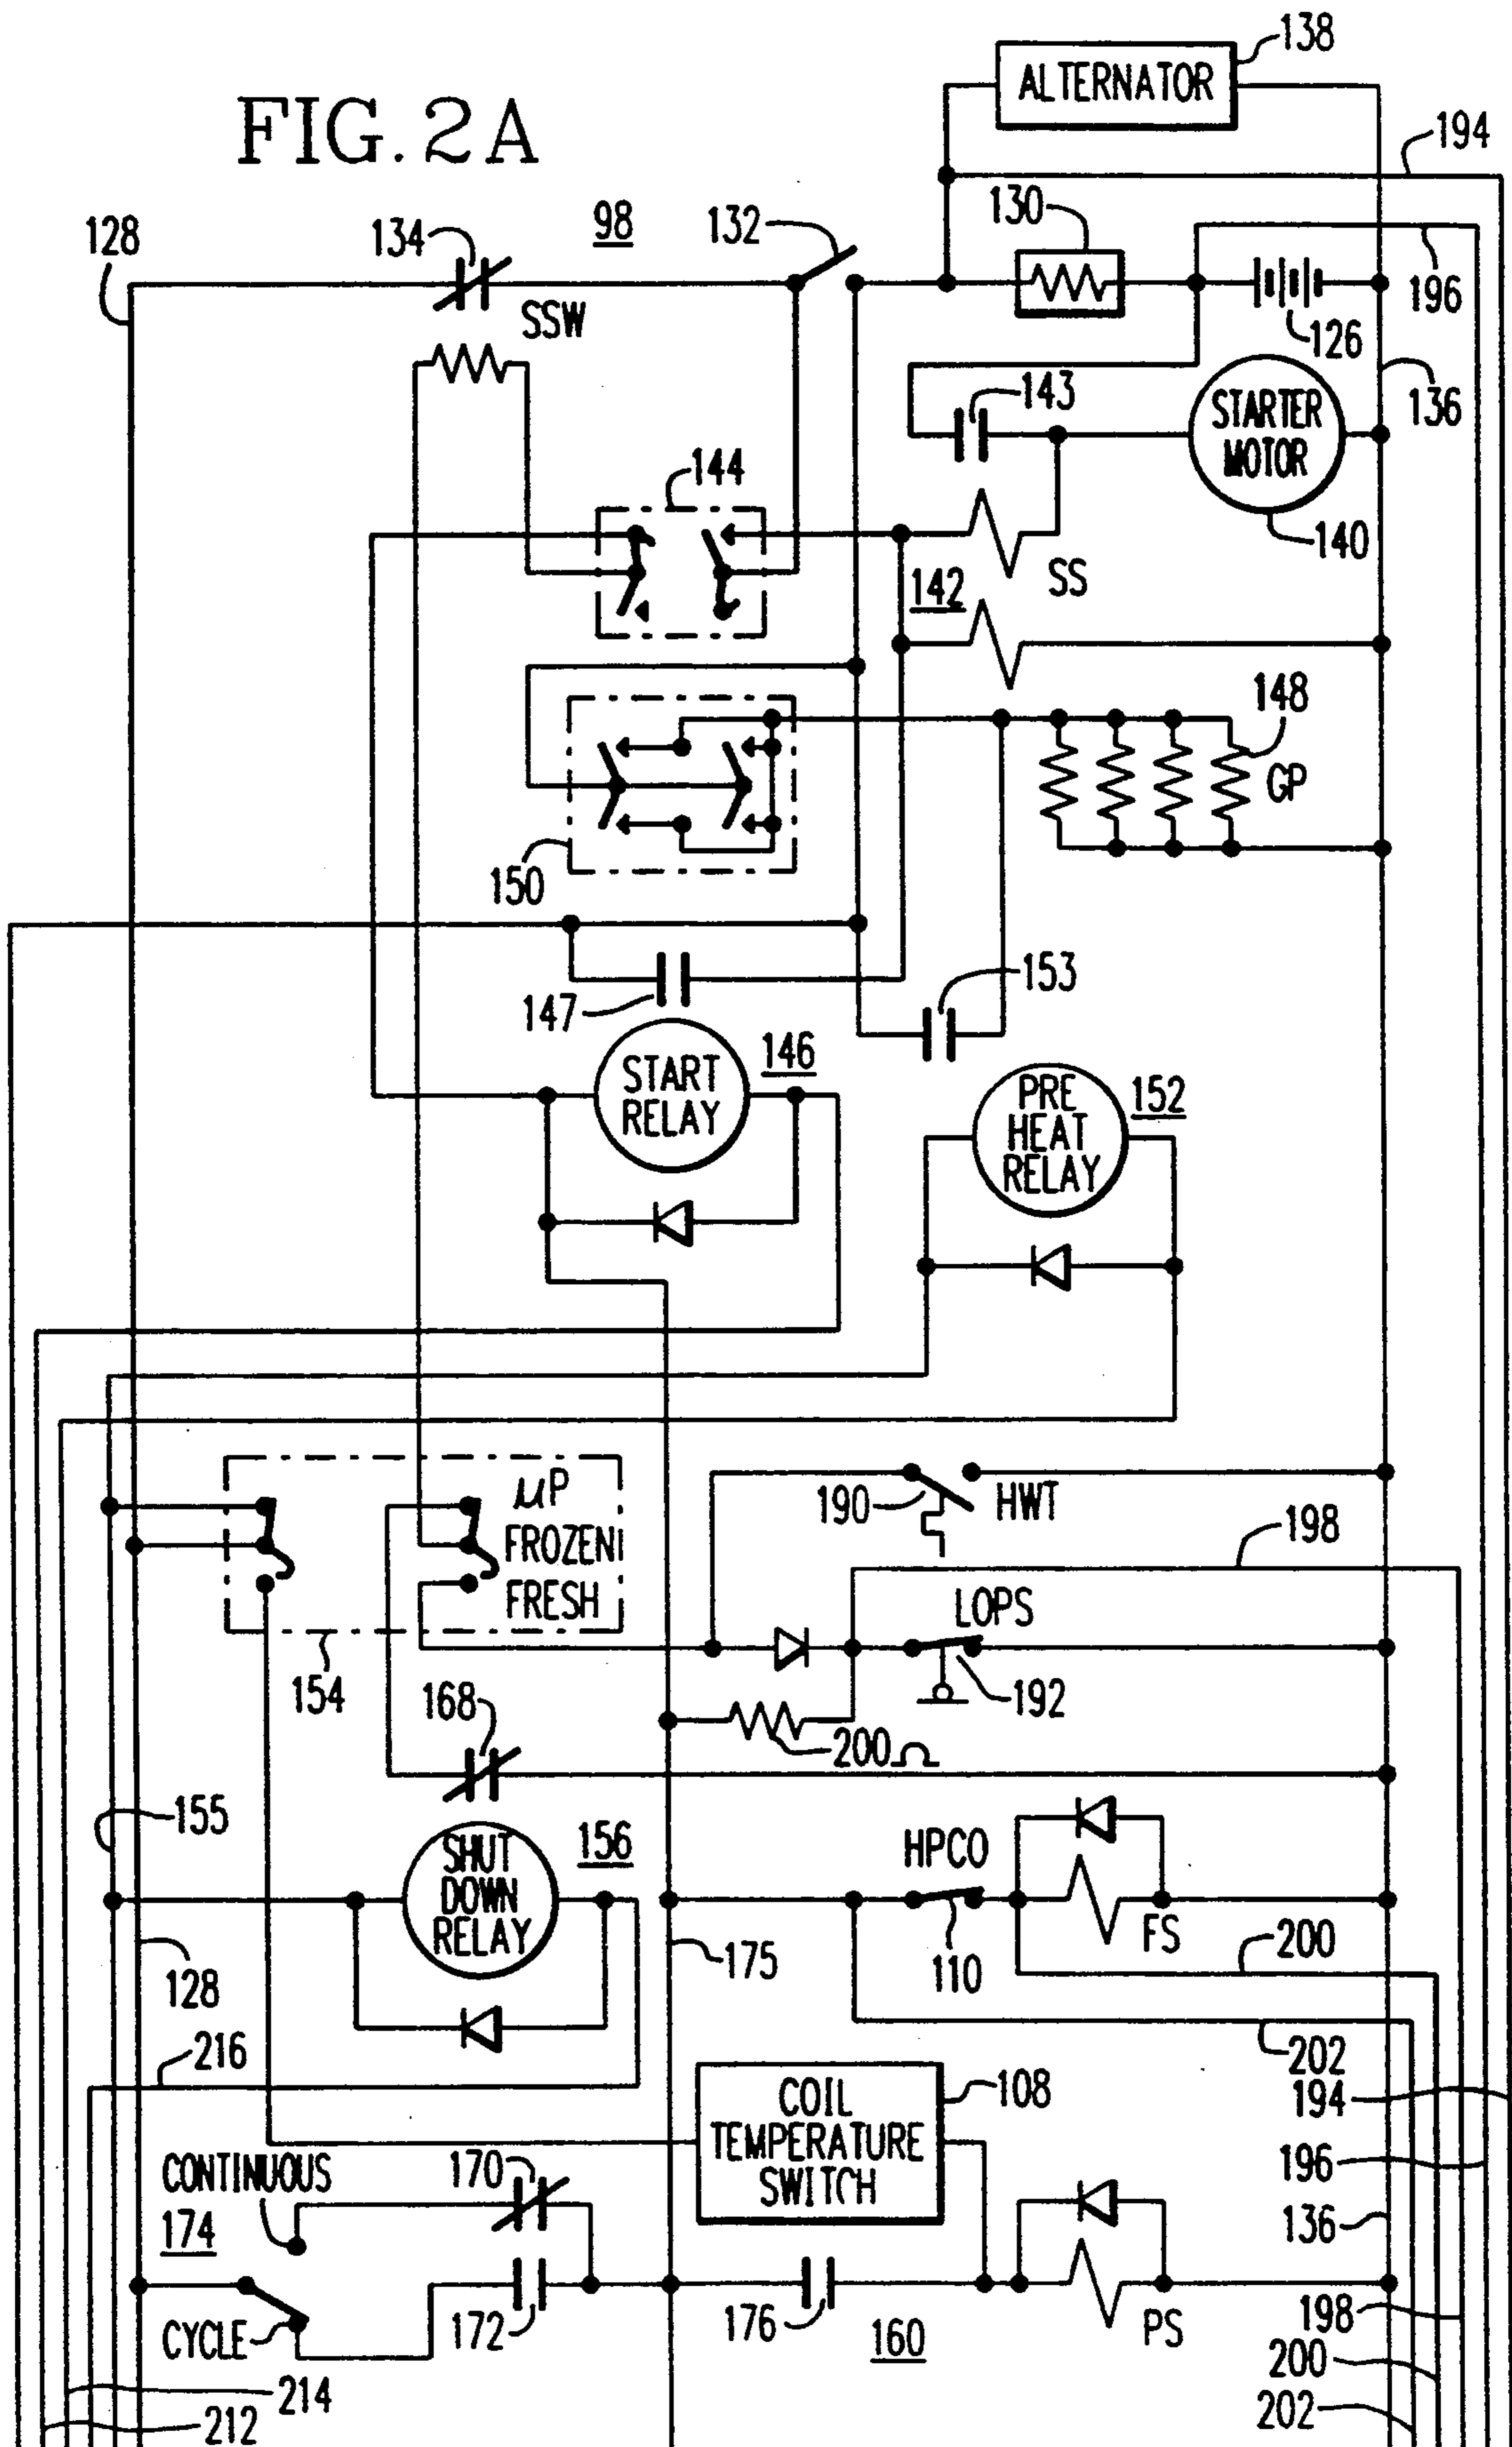 FIG. 2A
138
ALTERNATOR
194
128
134
98
132
130
SSW
126
196
136
143
STARTER
MOTOR
140
144
SS
142
148
GP
150
147
153
START
RELAY
146
PRE
HEAT
RELAY
152
μP
FROZEN
FRESH
154
190
HWT
198
LOPS
192
168
200Ω
155
SHUT
DOWN
RELAY
156
HPCO
110
FS
200
175
128
202
216
194
COIL
TEMPERATURE
SWITCH
108
CONTINUOUS
174
170
196
136
CYCLE
172
176
160
PS
198
200
202
214
212